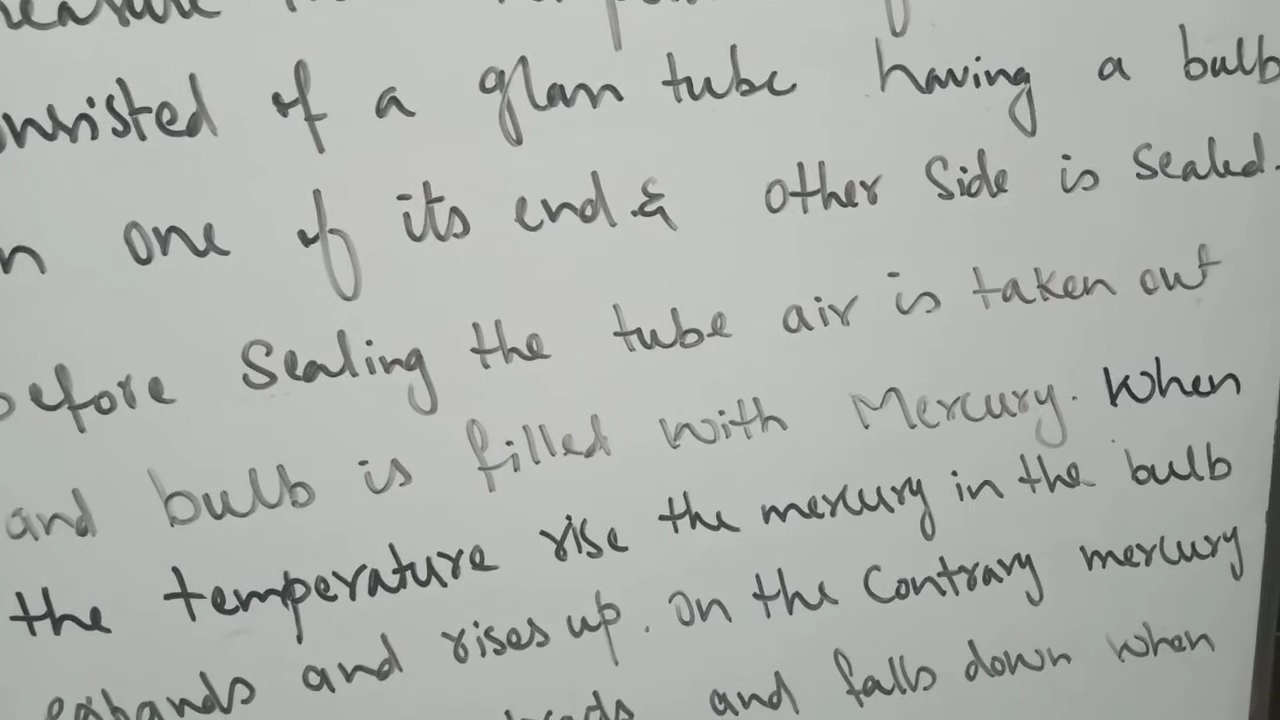 of a glass tube having a bulb
one of its end & other side is sealed.
before sealing the tube air is taken out
and bulb is filled with Mercury. When
the temperature rise the mercury in the bulb
expands and rises up. on the contrary mercury
and falls down when